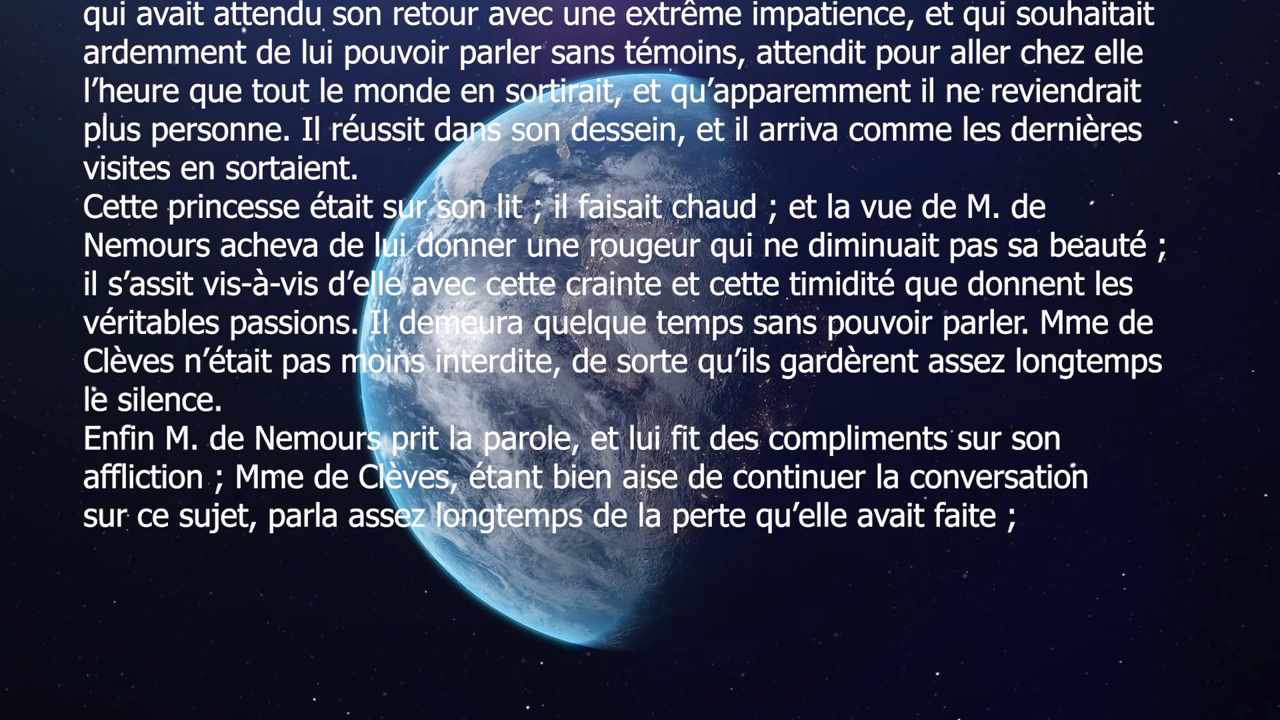 qui avait attendu son retour avec une extrême impatience, et qui souhaitait
ardemment de lui pouvoir parler sans témoins, attendit pour aller chez elle
l’heure que tout le monde en sortirait, et qu’apparemment il ne reviendrait
plus personne. Il réussit dans son dessein, et il arriva comme les dernières
visites en sortaient.
Cette princesse était sur son lit ; il faisait chaud ; et la vue de M. de
Nemours acheva de lui donner une rougeur qui ne diminuait pas sa beauté ;
il s’assit vis-à-vis d’elle avec cette crainte et cette timidité que donnent les
véritables passions. Il demeura quelque temps sans pouvoir parler. Mme de
Clèves n’était pas moins interdite, de sorte qu’ils gardèrent assez longtemps
le silence.
Enfin M. de Nemours prit la parole, et lui fit des compliments sur son
affliction ; Mme de Clèves, étant bien aise de continuer la conversation
sur ce sujet, parla assez longtemps de la perte qu’elle avait faite ;